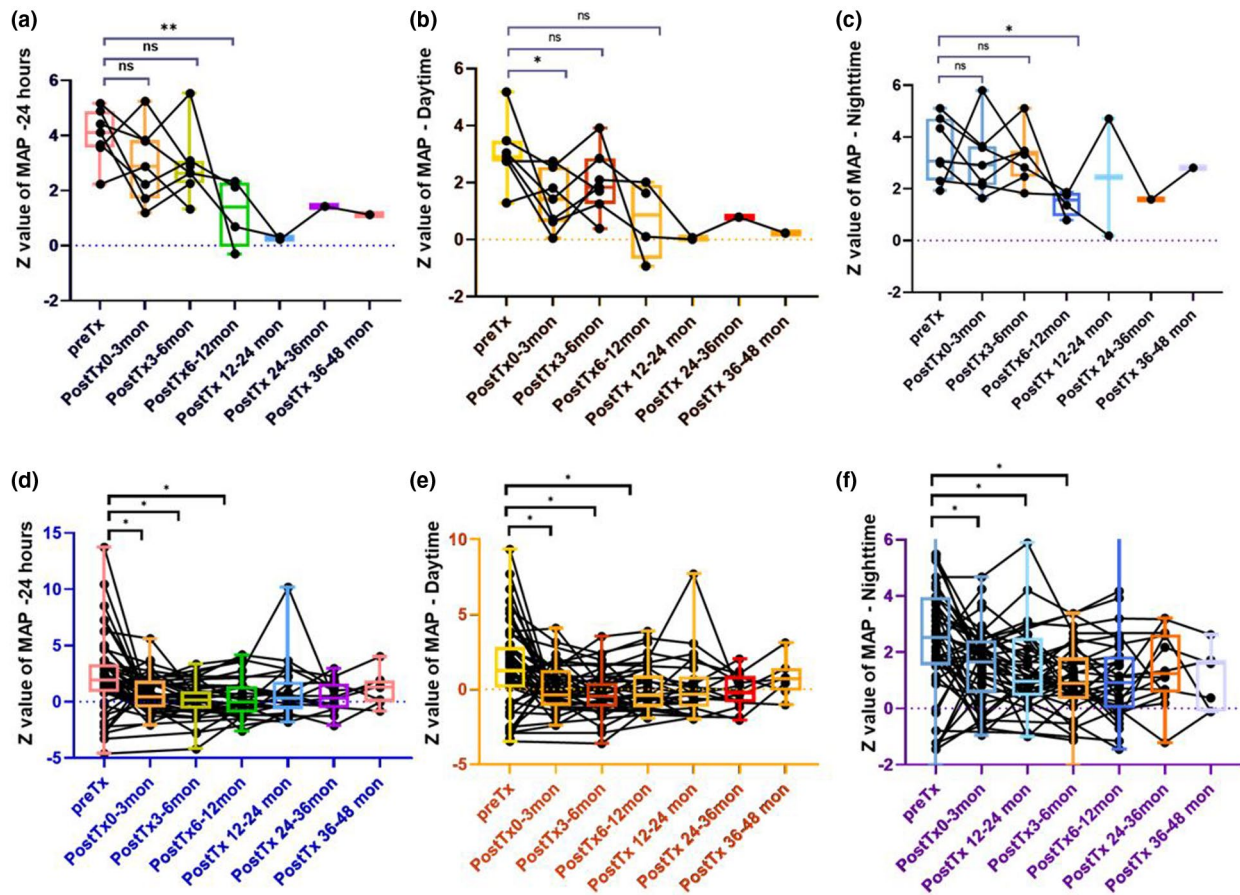 (a)
**
ns
ns
Z value of MAP -24 hours
6
4
2
0
-2
preTx
PostTx0-3mon
PostTx3-6mon
PostTx6-12mon
PostTx 12-24 mon
PostTx 24-36mon
PostTx 36-48 mon
(b)
ns
ns
*
Z value of MAP - Daytime
6
4
2
0
-2
preTx
PostTx0-3mon
PostTx3-6mon
PostTx6-12mon
PostTx 12-24 mon
PostTx 24-36mon
PostTx 36-48 mon
(c)
*
ns
ns
Z value of MAP - Nighttime
6
4
2
0
-2
preTx
PostTx0-3mon
PostTx3-6mon
PostTx6-12mon
PostTx 12-24 mon
PostTx 24-36mon
PostTx 36-48 mon
(d)
*
*
*
Z value of MAP -24 hours
15
10
5
0
-5
preTx
PostTx0-3mon
PostTx3-6mon
PostTx6-12mon
PostTx 12-24 mon
PostTx 24-36mon
PostTx 36-48 mon
(e)
*
*
*
Z value of MAP - Daytime
10
5
0
-5
preTx
PostTx0-3mon
PostTx3-6mon
PostTx6-12mon
PostTx 12-24 mon
PostTx 24-36mon
PostTx 36-48 mon
(f)
*
*
*
Z value of MAP - Nighttime
6
4
2
0
-2
preTx
PostTx0-3mon
PostTx 12-24 mon
PostTx3-6mon
PostTx6-12mon
PostTx 24-36mon
PostTx 36-48 mon